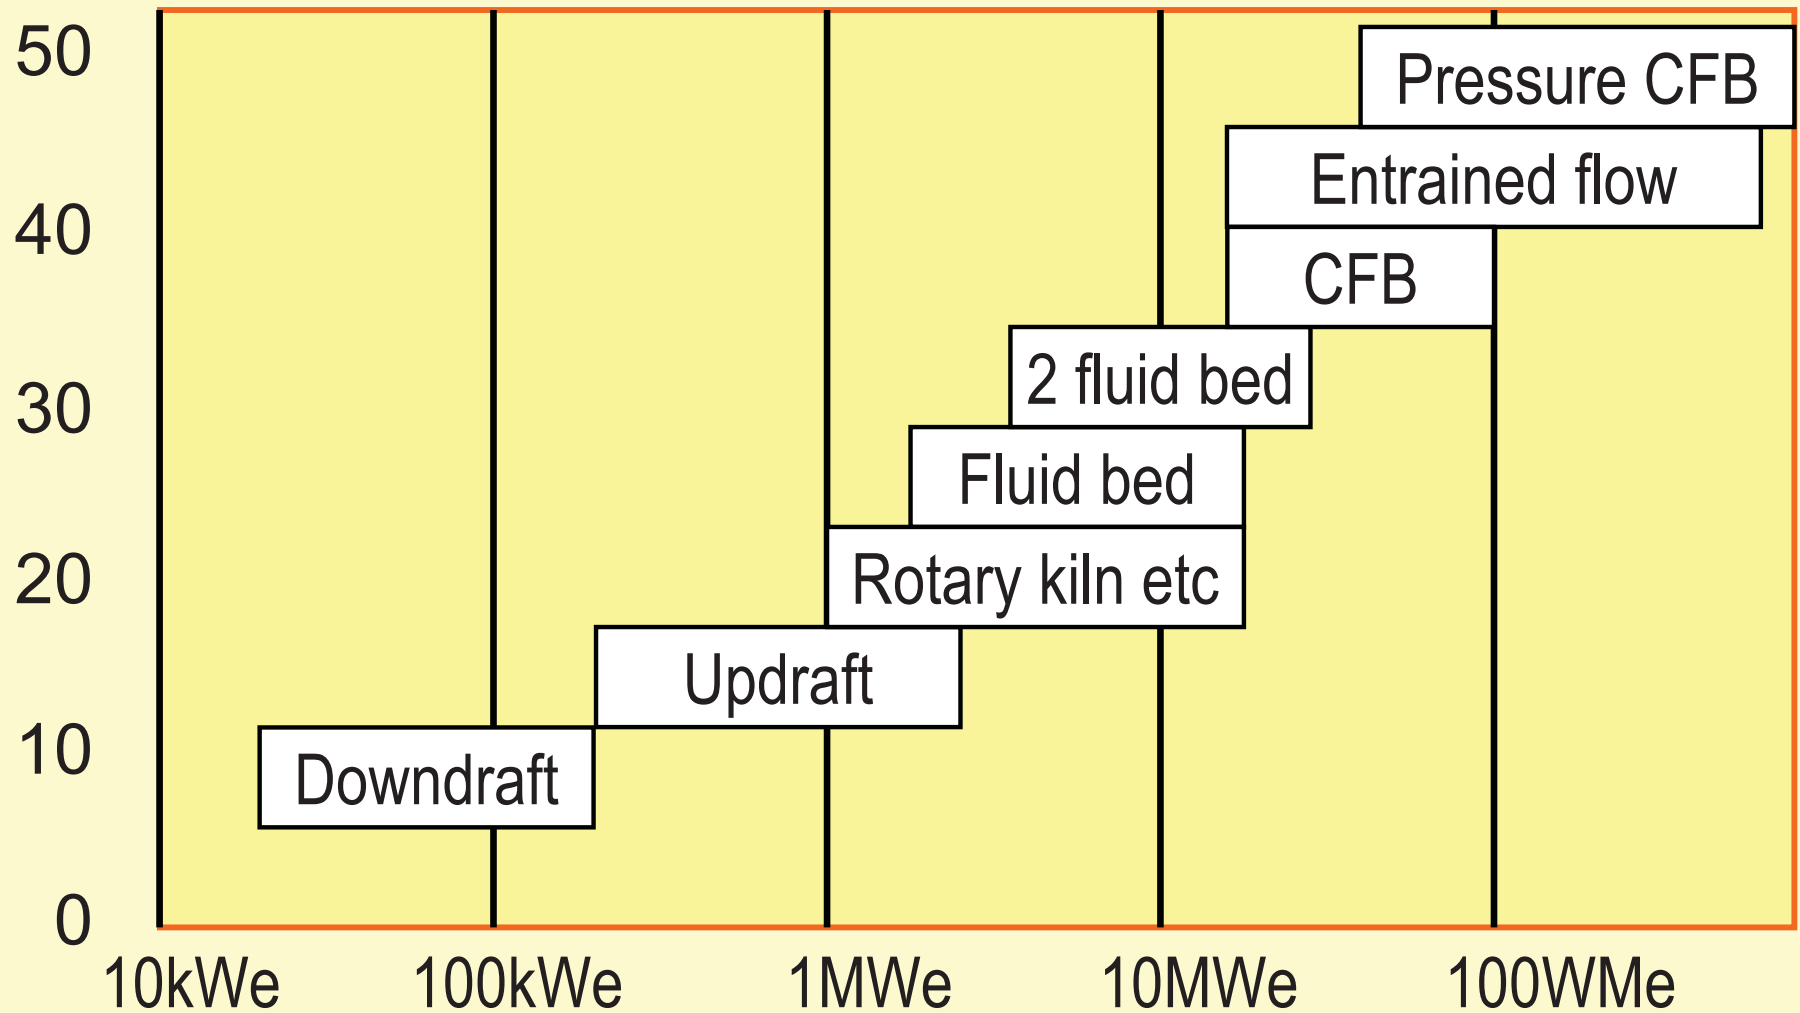 50
Pressure CFB
Entrained flow
40
CFB
2 fluid bed
30
Fluid bed
20
Rotary kiln etc
Updraft
10
Downdraft
0
10kWe 100kWe 1MWe 10MWe 100WMe